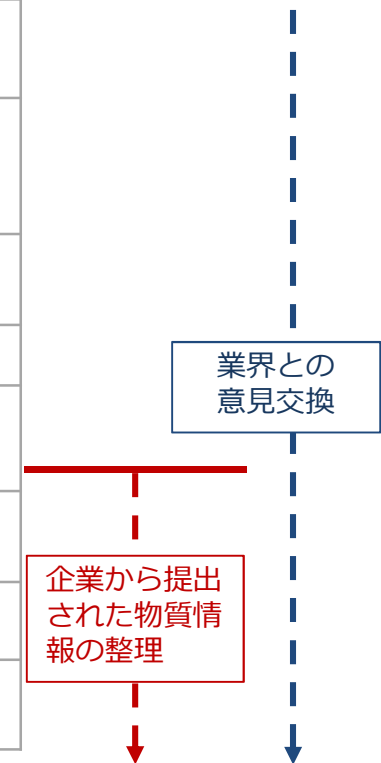 業界との
意見交換
企業から提出
された物質情
報の整理